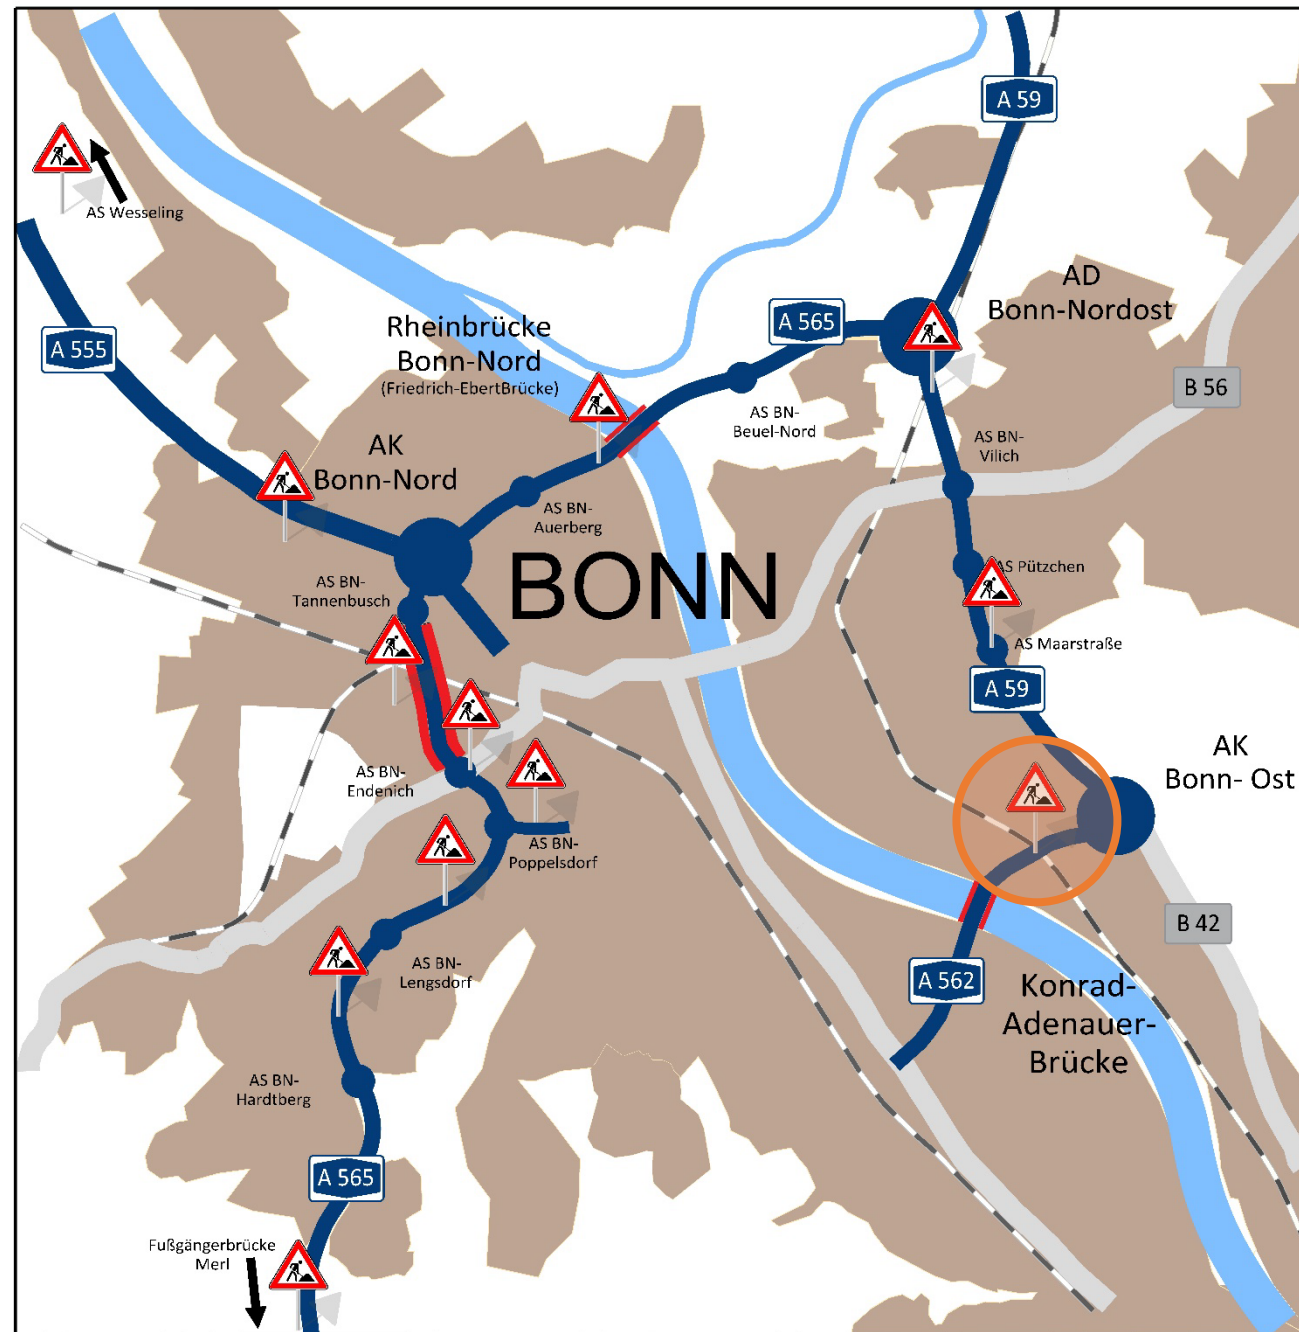 A 59
AS Wesseling
AD
Bonn-Nordost
A 565
Rheinbrücke
Bonn-Nord
(Friedrich-EbertBrücke)
A 555
B 56
AS BN-
Beuel-Nord
AK
Bonn-Nord
AS BN-
Vilich
AS BN-
Auerberg
BONN
AS BN-
Tannenbusch
AS Pützchen
AS Maarstraße
A 59
AK
Bonn- Ost
AS BN-
Endenich
AS BN-
Poppelsdorf
B 42
AS BN-
Lengsdorf
A 562
Konrad-
Adenauer-
Brücke
AS BN-
Hardtberg
A 565
Fußgängerbrücke
Merl